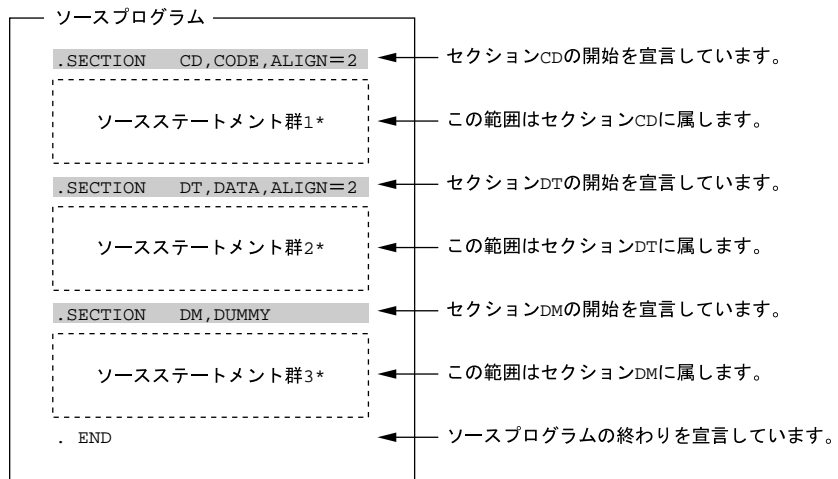 ソースプログラム
.SECTION CD,CODE,ALIGN=2 セクションCDの開始を宣言しています。
ソースステートメント群1* この範囲はセクションCDに属します。
.SECTION DT,DATA,ALIGN=2 セクションDTの開始を宣言しています。
ソースステートメント群2* この範囲はセクションDTに属します。
.SECTION DM,DUMMY セクションDMの開始を宣言しています。
ソースステートメント群3* この範囲はセクションDMに属します。
. END ソースプログラムの終わりを宣言しています。